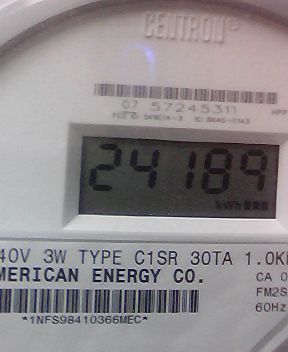 CENTRON®
07 57245311
24189
kWh
40V 3W TYPE C1SR 30TA 1.0K
MERICAN ENERGY CO.
CA 0
FM2S
60Hz
*1NFS98410366MEC*